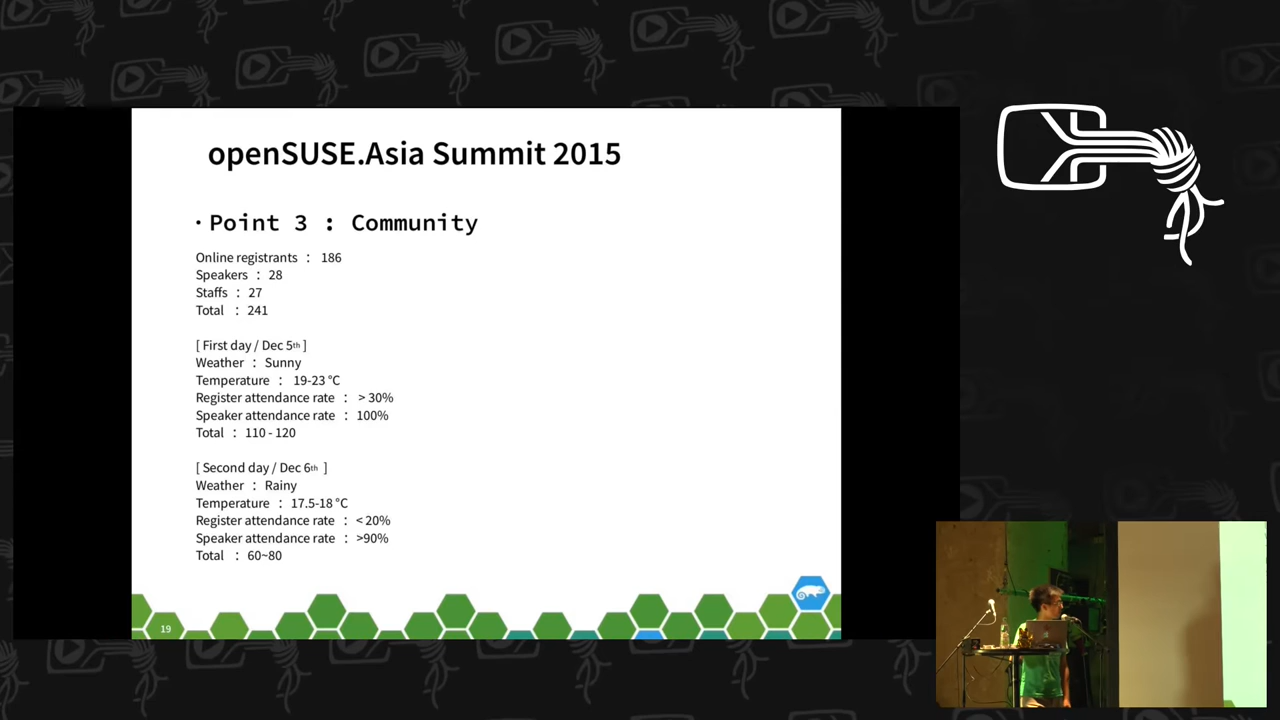 openSUSE.Asia Summit 2015
· Point 3 : Community
Online registrants : 186
Speakers : 28
Staffs : 27
Total : 241
[ First day / Dec 5th ]
Weather : Sunny
Temperature : 19-23 °C
Register attendance rate : > 30%
Speaker attendance rate : 100%
Total : 110 - 120
[ Second day / Dec 6th ]
Weather : Rainy
Temperature : 17.5-18 °C
Register attendance rate : < 20%
Speaker attendance rate : >90%
Total : 60~80
19